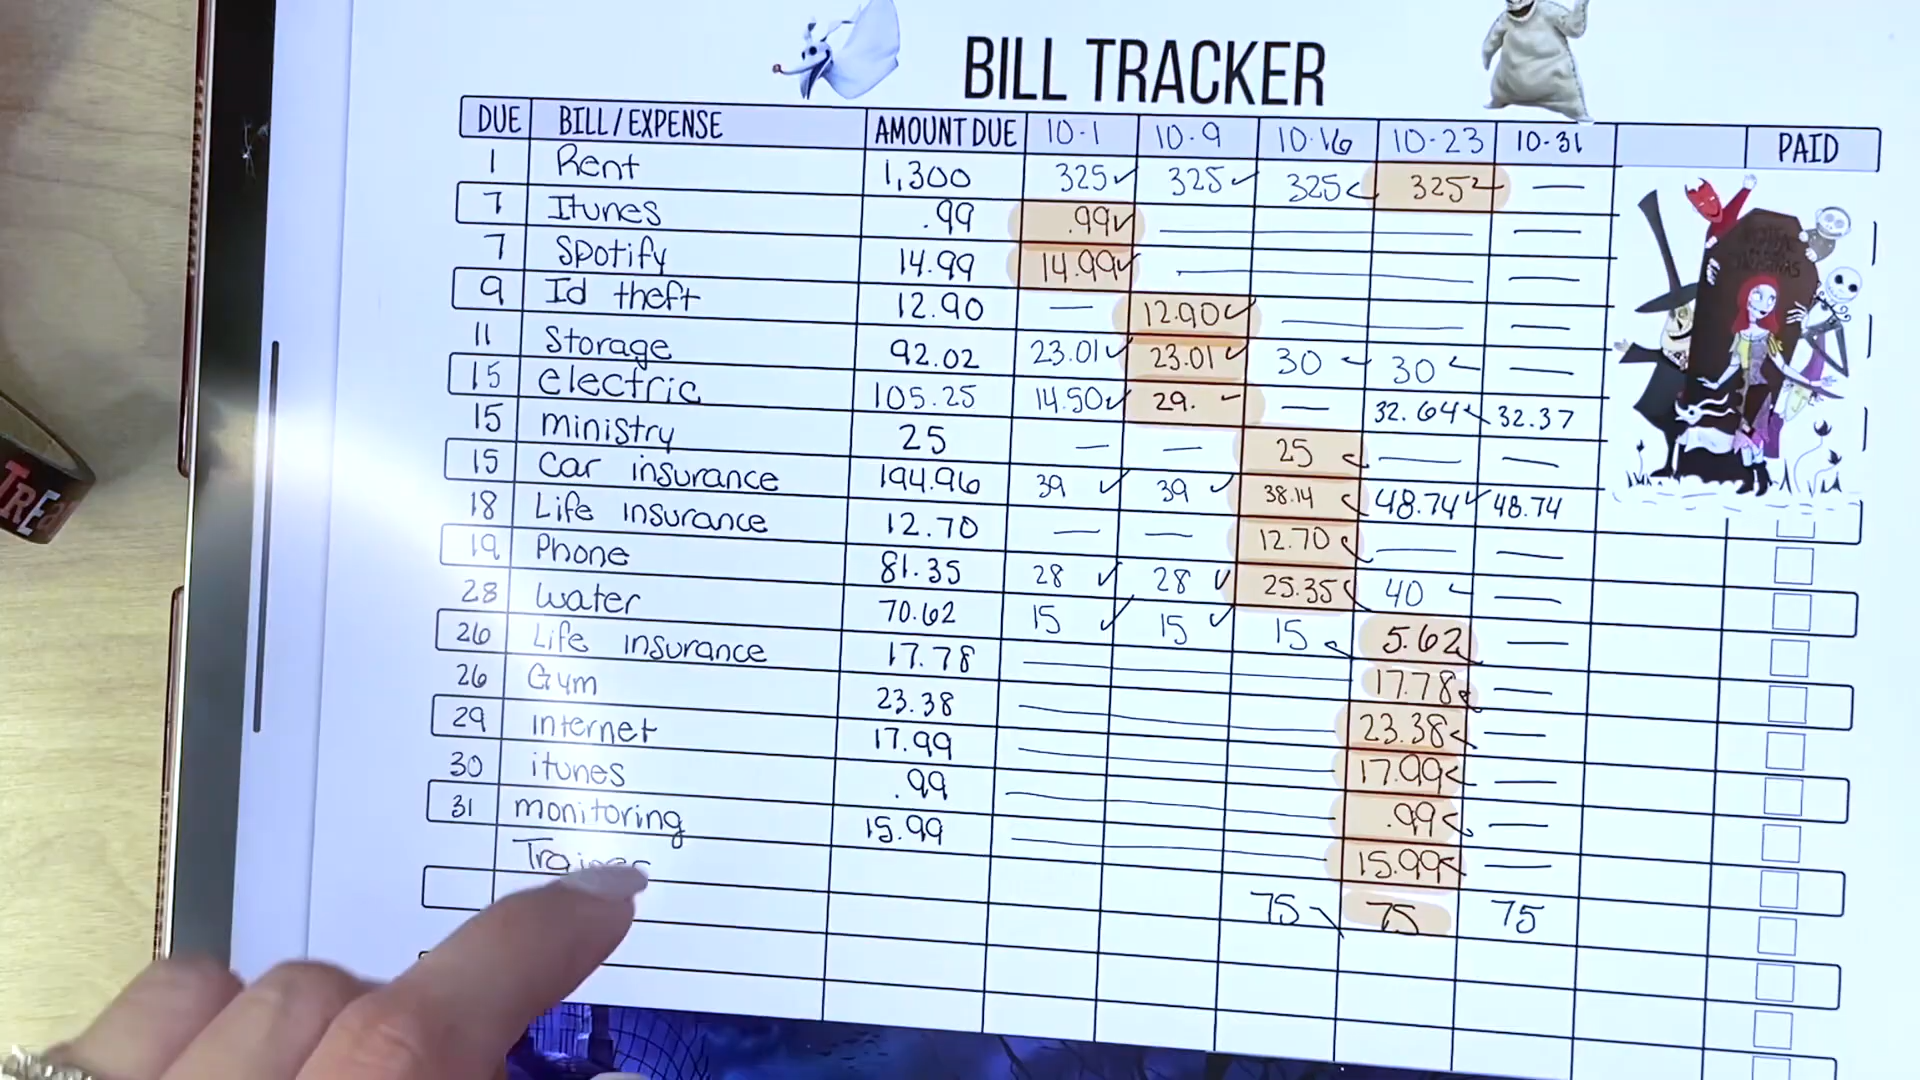 BILL TRACKER
DUE BILL/EXPENSE AMOUNT DUE 10-1 10-9 10-16 10-23 10-31 PAID
1 Rent 1,300 325✓ 325✓ 325✓ 325✓ —
7 Itunes .99 .99✓ — — — —
7 Spotify 14.99 14.99✓ — — — —
9 Id theft 12.90 — 12.90✓ — — —
11 Storage 92.02 23.01✓ 23.01✓ 30✓ 30✓ —
15 electric 105.25 14.50✓ 29.✓ — 32.64✓ 32.37
15 ministry 25 — — 25✓ — —
15 Car insurance 194.96 39✓ 39✓ 38.14✓ 48.74✓ 48.74
18 Life insurance 12.70 — — 12.70✓ — —
19 Phone 81.35 28✓ 28✓ 25.35✓ 40✓ —
28 water 70.62 15✓ 15✓ 15✓ 5.62✓ —
26 Life insurance 17.78 — — — 17.78✓ —
26 Gym 23.38 — — — 23.38✓ —
29 internet 17.99 — — — 17.99✓ —
30 itunes .99 — — — .99✓ —
31 monitoring 15.99 — — — 15.99✓ —
75✓ 75 75